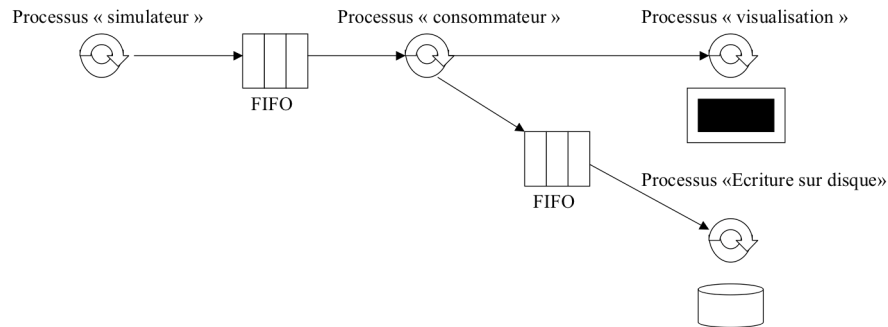 Processus « simulateur »
Processus « consommateur »
Processus « visualisation »
FIFO
Processus «Ecriture sur disque»
FIFO